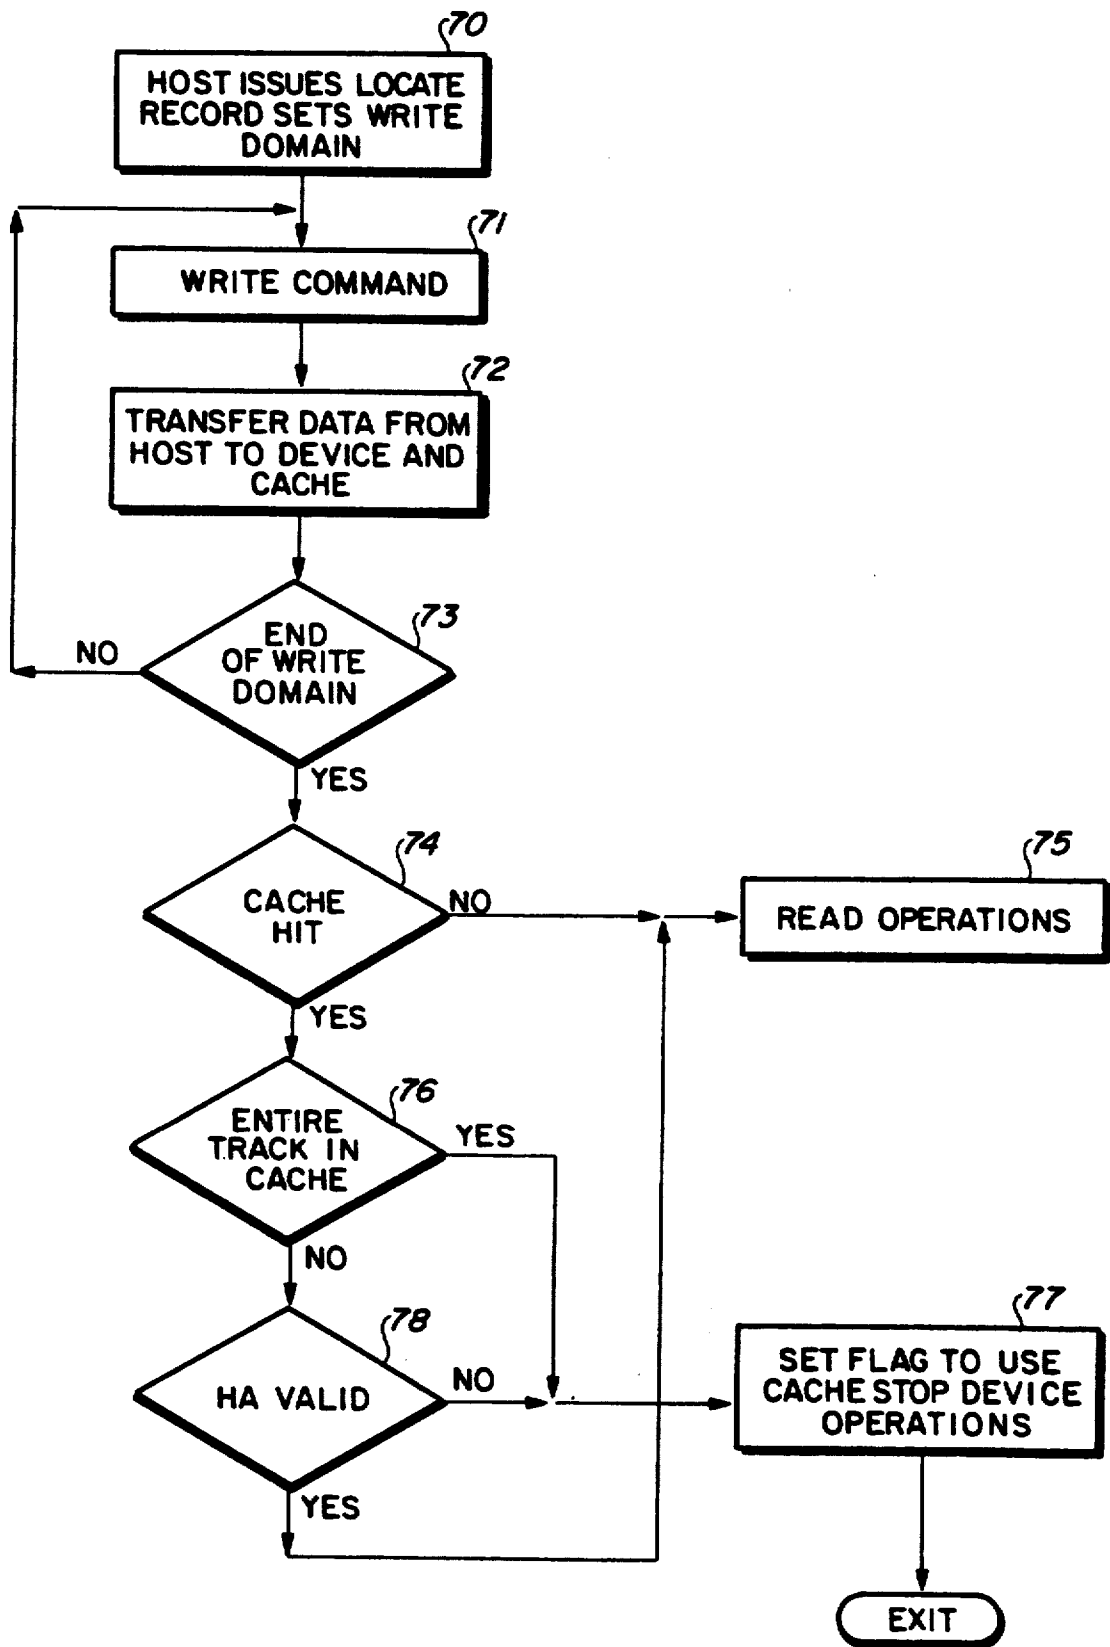 70
HOST ISSUES LOCATE
RECORD SETS WRITE
DOMAIN
71
WRITE COMMAND
72
TRANSFER DATA FROM
HOST TO DEVICE AND
CACHE
73
END
OF WRITE
DOMAIN
NO
YES
74
CACHE
HIT
NO
YES
75
READ OPERATIONS
76
ENTIRE
TRACK IN
CACHE
YES
NO
78
HA VALID
NO
YES
77
SET FLAG TO USE
CACHE STOP DEVICE
OPERATIONS
EXIT